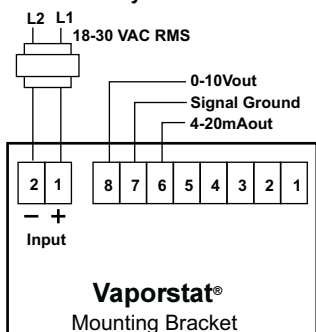 L2 L1
18-30 VAC RMS
0-10Vout
Signal Ground
4-20mAout
2 1
8 7 6 5 4 3 2 1
− +
Input
Vaporstat®
Mounting Bracket